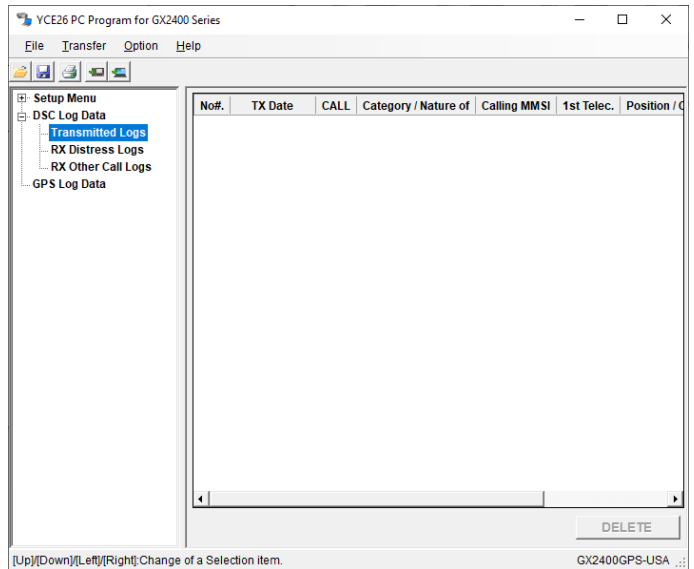 YCE26 PC Program for GX2400 Series
File Transfer Option Help
Setup Menu
DSC Log Data
Transmitted Logs
RX Distress Logs
RX Other Call Logs
GPS Log Data
No#. TX Date CALL Category / Nature of Calling MMSI 1st Telec. Position / C
DELETE
[Up]/[Down]/[Left]/[Right]:Change of a Selection item. GX2400GPS-USA